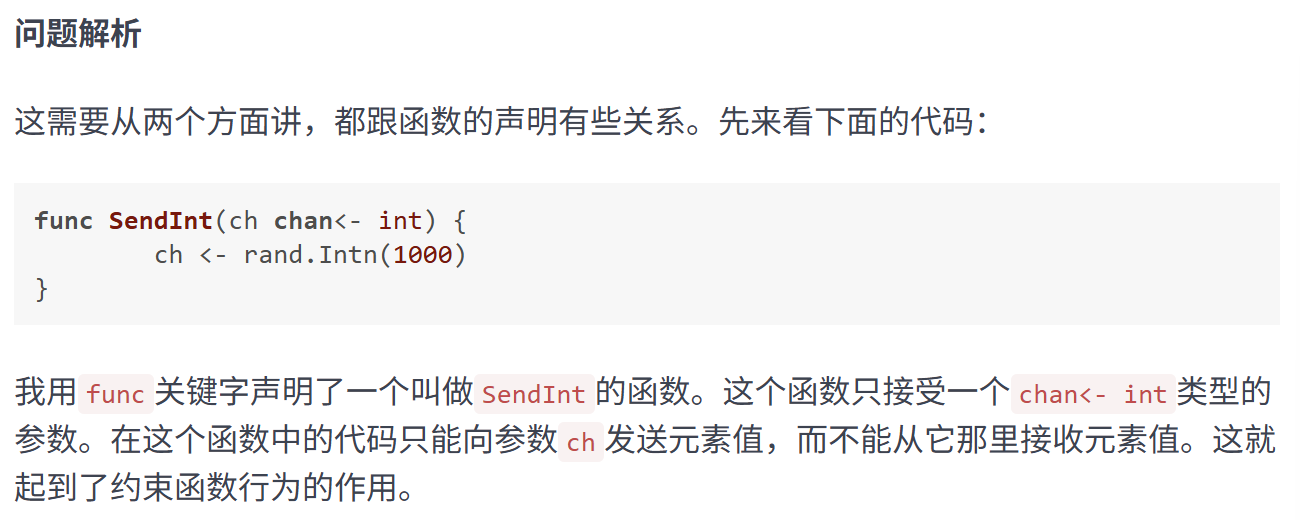 问题解析
这需要从两个方面讲，都跟函数的声明有些关系。先来看下面的代码：
func SendInt(ch chan<- int) {
        ch <- rand.Intn(1000)
}
我用func关键字声明了一个叫做SendInt的函数。这个函数只接受一个chan<- int类型的
参数。在这个函数中的代码只能向参数ch发送元素值，而不能从它那里接收元素值。这就
起到了约束函数行为的作用。